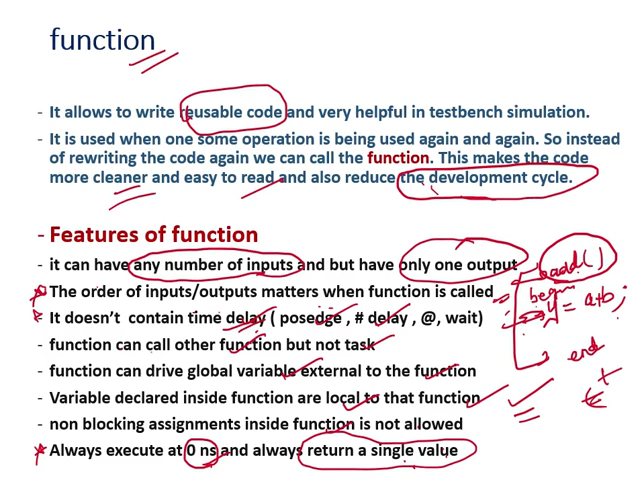 function
- It allows to write reusable code and very helpful in testbench simulation.
- It is used when one some operation is being used again and again. So instead
of rewriting the code again we can call the function. This makes the code
more cleaner and easy to read and also reduce the development cycle.
- Features of function
- it can have any number of inputs and but have only one output
- The order of inputs/outputs matters when function is called
- It doesn't contain time delay ( posedge , # delay , @, wait)
- function can call other function but not task
- function can drive global variable external to the function
- Variable declared inside function are local to that function
- non blocking assignments inside function is not allowed
- Always execute at 0 ns and always return a single value
add()
begin
y = a+b;
end